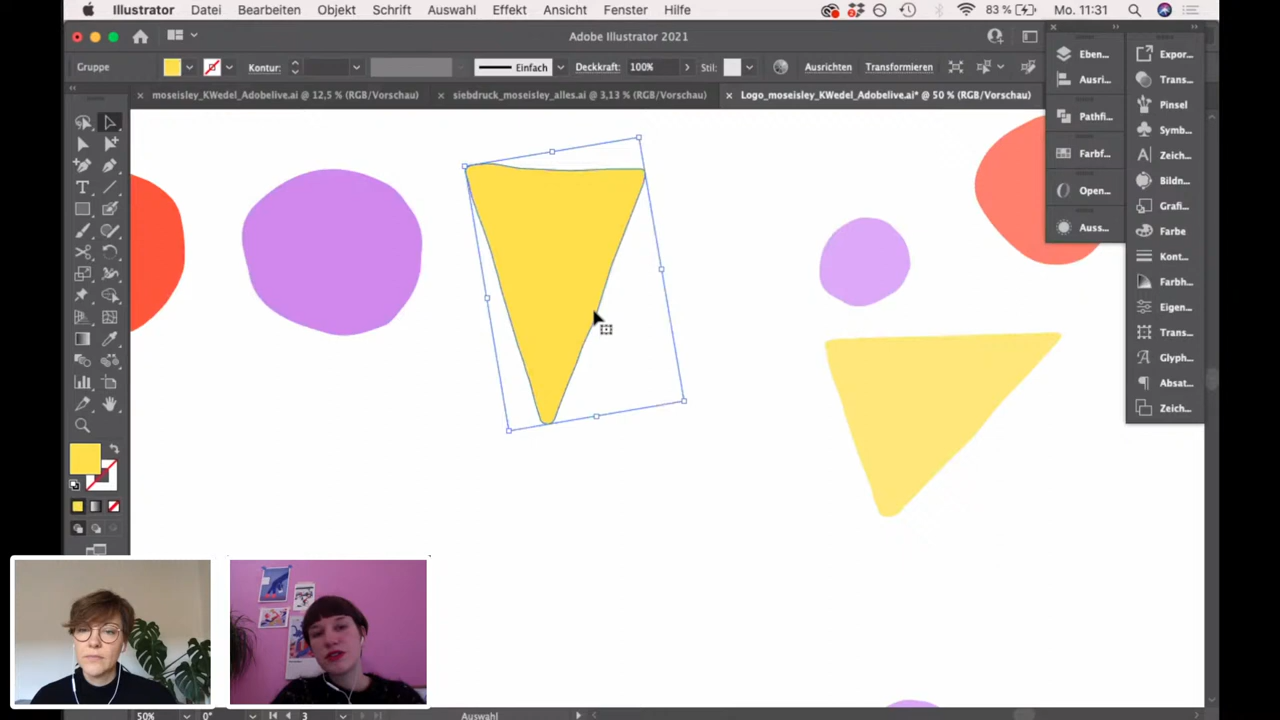 Illustrator Datei Bearbeiten Objekt Schrift Auswahl Effekt Ansicht Fenster Hilfe 83 % Mo. 11:31
Adobe Illustrator 2021
Gruppe Kontur: Einfach Deckkraft: 100% Stil: Ausrichten Transformieren
moseisley_KWedel_Adobelive.ai @ 12,5 % (RGB/Vorschau) siebdruck_moseisley_alles.ai @ 3,13 % (RGB/Vorschau) Logo_moseisley_KWedel_Adobelive.ai* @ 50 % (RGB/Vorschau)
Eben...
Ausri...
Pathfi...
Farbf...
Open...
Auss...
Expor...
Trans...
Pinsel
Symb...
Zeich...
Bildn...
Grafi...
Farbe
Kont...
Farbh...
Eigen...
Trans...
Glyph...
Absat...
Zeich...
50% 0° 3 Auswahl